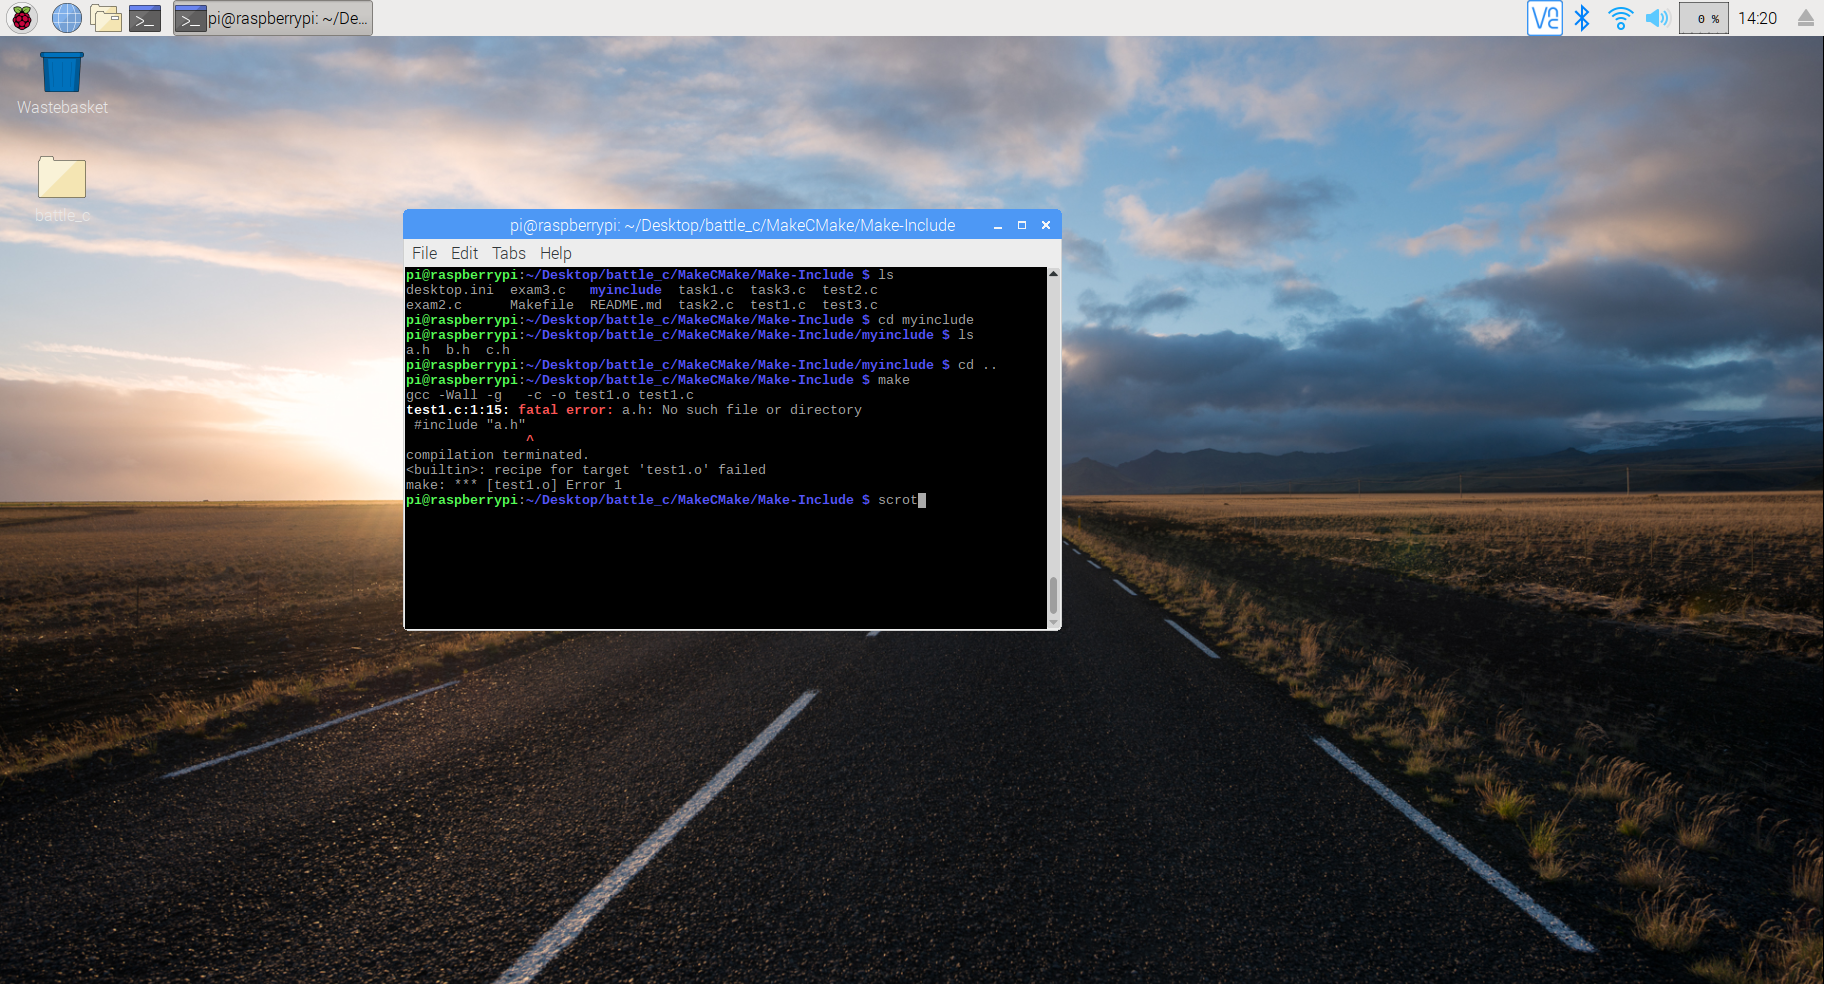 pi@raspberrypi: ~/De...
0 %
14:20
Wastebasket
battle_c
pi@raspberrypi: ~/Desktop/battle_c/MakeCMake/Make-Include
File Edit Tabs Help
pi@raspberrypi:~/Desktop/battle_c/MakeCMake/Make-Include $ ls
desktop.ini  exam3.c   myinclude  task1.c  task3.c  test2.c
exam2.c      Makefile  README.md  task2.c  test1.c  test3.c
pi@raspberrypi:~/Desktop/battle_c/MakeCMake/Make-Include $ cd myinclude
pi@raspberrypi:~/Desktop/battle_c/MakeCMake/Make-Include/myinclude $ ls
a.h  b.h  c.h
pi@raspberrypi:~/Desktop/battle_c/MakeCMake/Make-Include/myinclude $ cd ..
pi@raspberrypi:~/Desktop/battle_c/MakeCMake/Make-Include $ make
gcc -Wall -g   -c -o test1.o test1.c
test1.c:1:15: fatal error: a.h: No such file or directory
 #include "a.h"
               ^
compilation terminated.
<builtin>: recipe for target 'test1.o' failed
make: *** [test1.o] Error 1
pi@raspberrypi:~/Desktop/battle_c/MakeCMake/Make-Include $ scrot